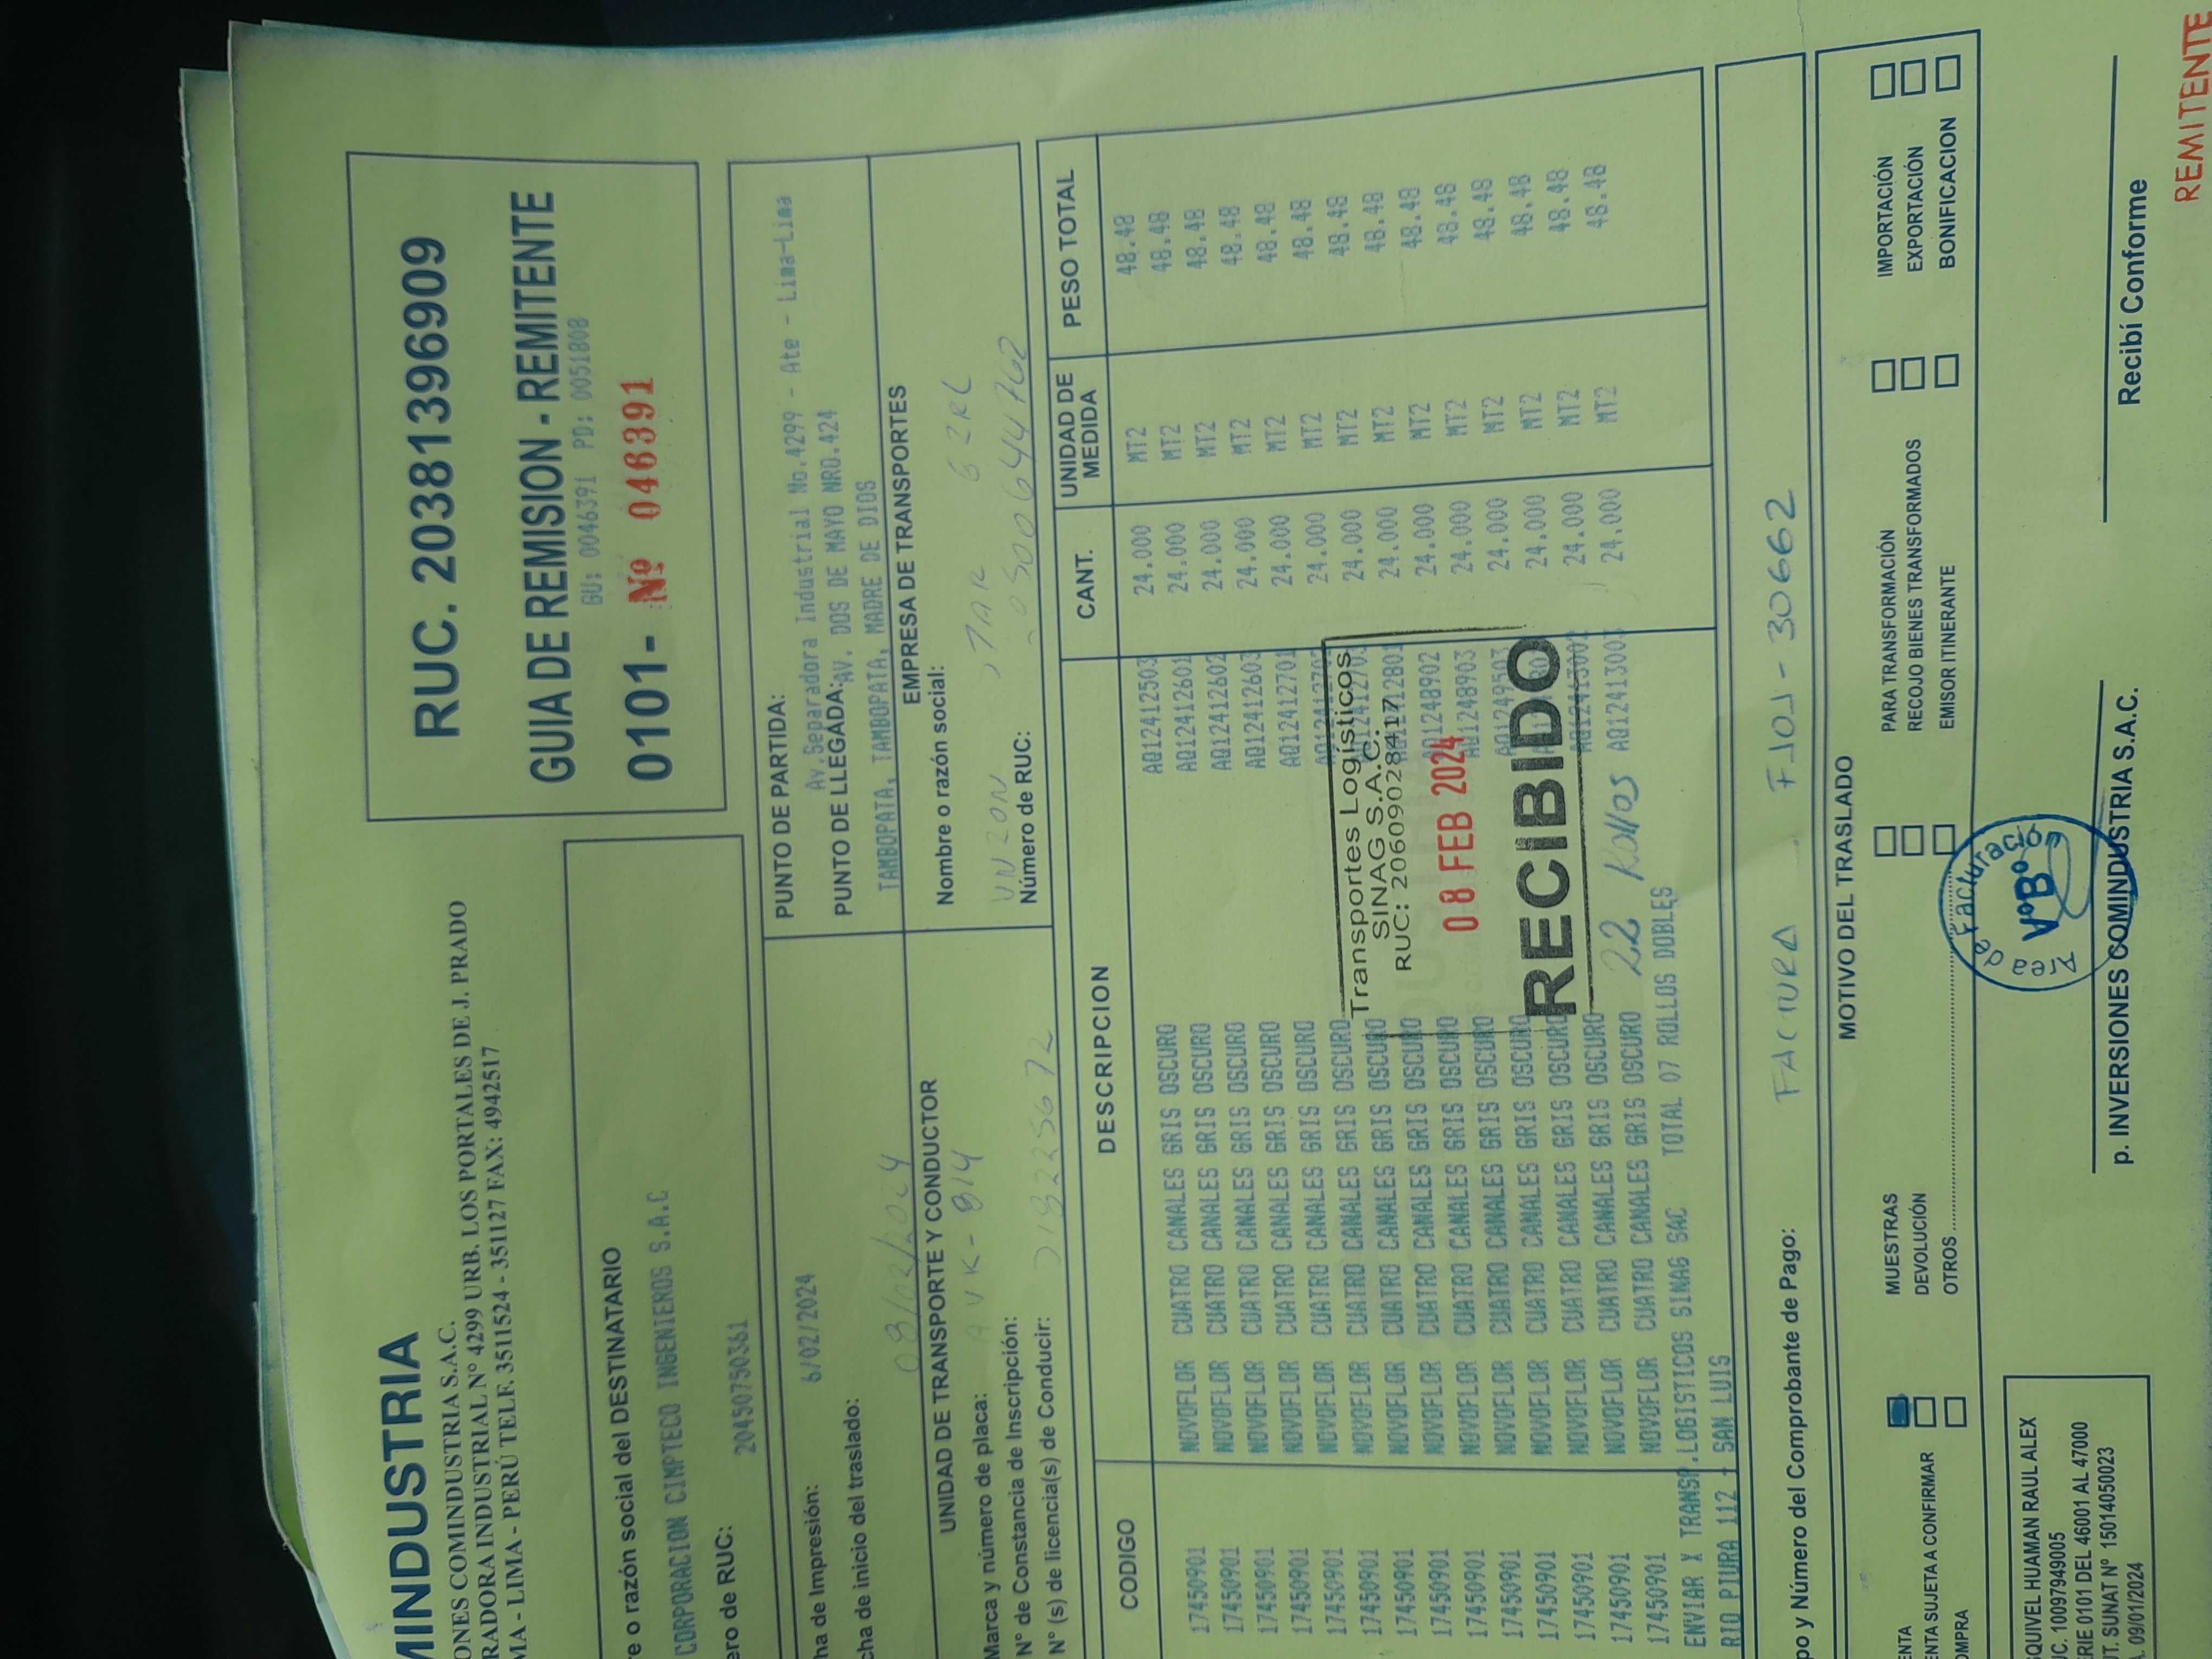 MINDUSTRIA
ONES COMINDUSTRIA S.A.C.
RADORA INDUSTRIAL Nº 4299 URB. LOS PORTALES DE J. PRADO
MA - LIMA - PERÚ TELF. 3511524 - 351127 FAX: 4942517
RUC. 20381396909
GUIA DE REMISION - REMITENTE
GU: 0046391 PD: 0051808
0101- Nº 046391
e o razón social del DESTINATARIO
CORPORACION CIMPTECO INGENIEROS S.A.C
ero de RUC:
20450750361
PUNTO DE PARTIDA:
Av.Separadora Industrial No.4299 - Ate - Lima-Lima
PUNTO DE LLEGADA: AV. DOS DE MAYO NRO.424
TAMBOPATA, TAMBOPATA, MADRE DE DIOS
ha de Impresión: 6/02/2024
cha de inicio del traslado:
08/02/2024
UNIDAD DE TRANSPORTE Y CONDUCTOR
Marca y número de placa:
AVK-814
Nº de Constancia de Inscripción:
Nº (s) de licencia(s) de Conducir:
EMPRESA DE TRANSPORTES
Nombre o razón social:
STAR EIRL
Número de RUC:
CODIGO DESCRIPCION CANT. UNIDAD DE MEDIDA PESO TOTAL
17450901 NOVOFLOR CUATRO CANALES GRIS OSCURO AQ12412503 24.000 MT2 48.48
17450901 NOVOFLOR CUATRO CANALES GRIS OSCURO AQ12412601 24.000 MT2 48.48
17450901 NOVOFLOR CUATRO CANALES GRIS OSCURO AQ12412602 24.000 MT2 48.48
17450901 NOVOFLOR CUATRO CANALES GRIS OSCURO AQ12412603 24.000 MT2 48.48
17450901 NOVOFLOR CUATRO CANALES GRIS OSCURO AQ12412701 24.000 MT2 48.48
17450901 NOVOFLOR CUATRO CANALES GRIS OSCURO 24.000 MT2 48.48
17450901 NOVOFLOR CUATRO CANALES GRIS OSCURO 24.000 MT2 48.48
17450901 NOVOFLOR CUATRO CANALES GRIS OSCURO 24.000 MT2 48.48
17450901 NOVOFLOR CUATRO CANALES GRIS OSCURO AQ1248902 24.000 MT2 48.48
17450901 NOVOFLOR CUATRO CANALES GRIS OSCURO AQ1248903 24.000 MT2 48.48
17450901 NOVOFLOR CUATRO CANALES GRIS OSCURO AQ1249503 24.000 MT2 48.48
17450901 NOVOFLOR CUATRO CANALES GRIS OSCURO 24.000 MT2 48.48
17450901 NOVOFLOR CUATRO CANALES GRIS OSCURO AQ12413002 24.000 MT2 48.48
17450901 NOVOFLOR CUATRO CANALES GRIS OSCURO AQ12413003 24.000 MT2 48.48
22 Rollos
ENVIAR X TRANSP.LOGISTICOS SINAG SAC TOTAL 07 ROLLOS DOBLES
RIO PIURA 112 - SAN LUIS
Transportes Logísticos
SINAG S.A.C.
RUC: 20609028417
08 FEB 2024
RECIBIDO
po y Número del Comprobante de Pago: FACTURA F101-30662
MOTIVO DEL TRASLADO
ENTA
ENTA SUJETA A CONFIRMAR
OMPRA
MUESTRAS
DEVOLUCIÓN
OTROS
PARA TRANSFORMACIÓN
RECOJO BIENES TRANSFORMADOS
EMISOR ITINERANTE
IMPORTACIÓN
EXPORTACIÓN
BONIFICACION
SQUIVEL HUAMAN RAUL ALEX
UC. 10097949005
ERIE 0101 DEL 46001 AL 47000
UT. SUNAT Nº 15014050023
. 09/01/2024
Area de Facturación
VºBº
p. INVERSIONES COMINDUSTRIA S.A.C.
Recibí Conforme
REMITENTE